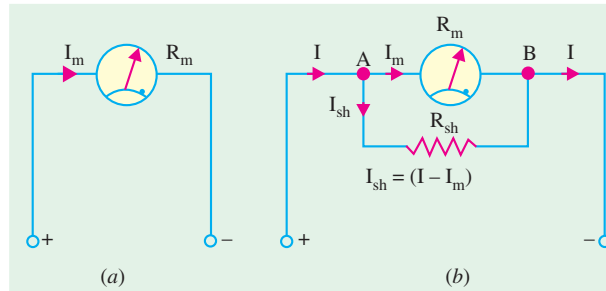 I_m R_m
+ −
(a)
I A I_m R_m B I
I_sh
R_sh
I_sh = (I – I_m)
+ −
(b)